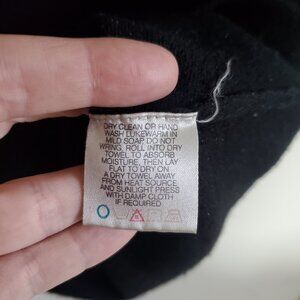 DRY CLEAN OR HAND
WASH LUKEWARM IN
MILD SOAP DO NOT
WRING. ROLL INTO DRY
TOWEL TO ABSORB
MOISTURE, THEN LAY
FLAT TO DRY ON
A DRY TOWEL AWAY
FROM HEAT SOURCE
AND SUNLIGHT PRESS
WITH DAMP CLOTH
IF REQUIRED